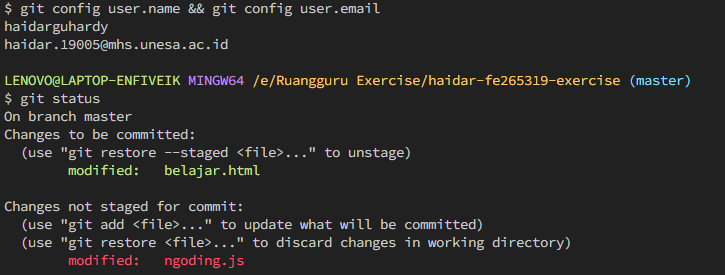 $ git config user.name && git config user.email
haidarguhardy
haidar.19005@mhs.unesa.ac.id
LENOVO@LAPTOP-ENFIVEIK MINGW64 /e/Ruangguru Exercise/haidar-fe265319-exercise (master)
$ git status
On branch master
Changes to be committed:
  (use "git restore --staged <file>..." to unstage)
        modified:   belajar.html
Changes not staged for commit:
  (use "git add <file>..." to update what will be committed)
  (use "git restore <file>..." to discard changes in working directory)
        modified:   ngoding.js